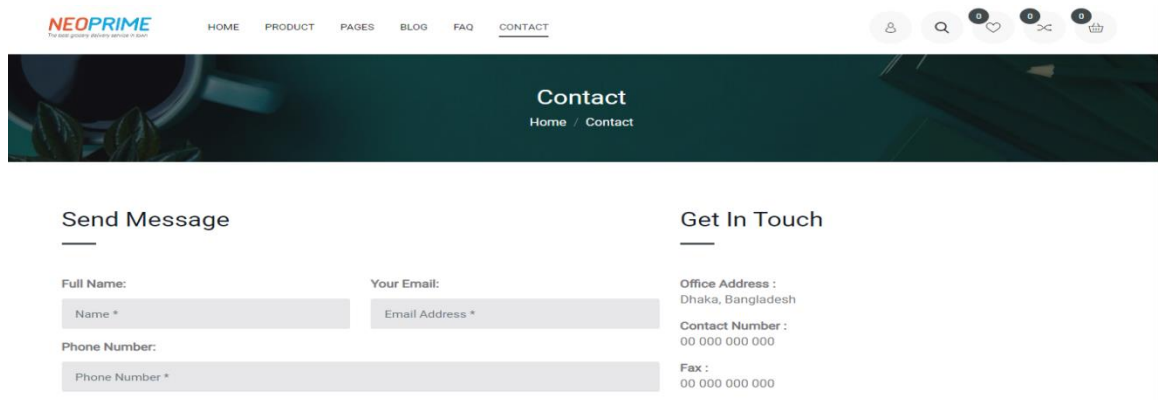 NEOPRIME
HOME PRODUCT PAGES BLOG FAQ CONTACT
0 0 0
Contact
Home / Contact
Send Message
Get In Touch
Full Name:
Your Email:
Name *
Email Address *
Phone Number:
Phone Number *
Office Address :
Dhaka, Bangladesh
Contact Number :
00 000 000 000
Fax :
00 000 000 000